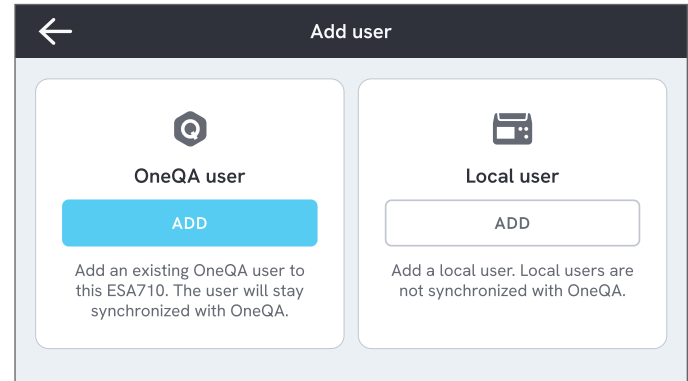 Add user
OneQA user
ADD
Add an existing OneQA user to
this ESA710. The user will stay
synchronized with OneQA.
Local user
ADD
Add a local user. Local users are
not synchronized with OneQA.